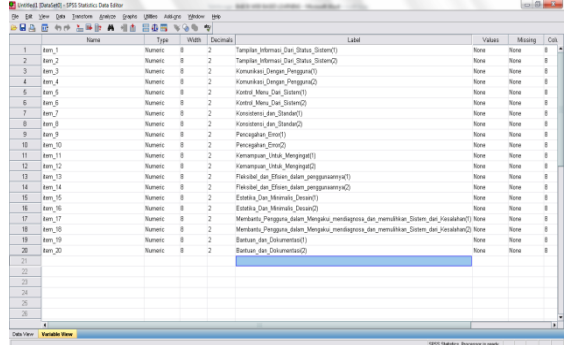 *Untitled1 [DataSet0] - SPSS Statistics Data Editor
File Edit View Data Transform Analyze Graphs Utilities Add-ons Window Help
Name Type Width Decimals Label Values Missing Col
1 item_1 Numeric 8 2 Tampilan_Informasi_Dari_Status_Sistem(1) None None 8
2 item_2 Numeric 8 2 Tampilan_Informasi_Dari_Status_Sistem(2) None None 8
3 item_3 Numeric 8 2 Komunikasi_Dengan_Pengguna(1) None None 8
4 item_4 Numeric 8 2 Komunikasi_Dengan_Pengguna(2) None None 8
5 item_5 Numeric 8 2 Kontrol_Menu_Dari_Sistem(1) None None 8
6 item_6 Numeric 8 2 Kontrol_Menu_Dari_Sistem(2) None None 8
7 item_7 Numeric 8 2 Konsistensi_dan_Standar(1) None None 8
8 item_8 Numeric 8 2 Konsistensi_dan_Standar(2) None None 8
9 item_9 Numeric 8 2 Pencegahan_Error(1) None None 8
10 item_10 Numeric 8 2 Pencegahan_Error(2) None None 8
11 item_11 Numeric 8 2 Kemampuan_Untuk_Mengingat(1) None None 8
12 item_12 Numeric 8 2 Kemampuan_Untuk_Mengingat(2) None None 8
13 item_13 Numeric 8 2 Fleksibel_dan_Efisien_dalam_penggunaannya(1) None None 8
14 item_14 Numeric 8 2 Fleksibel_dan_Efisien_dalam_penggunaannya(2) None None 8
15 item_15 Numeric 8 2 Estetika_Dan_Minimalis_Desain(1) None None 8
16 item_16 Numeric 8 2 Estetika_Dan_Minimalis_Desain(2) None None 8
17 item_17 Numeric 8 2 Membantu_Pengguna_dalam_Mengakui_mendiagnosa_dan_memulihkan_Sistem_dari_Kesalahan(1) None None 8
18 item_18 Numeric 8 2 Membantu_Pengguna_dalam_Mengakui_mendiagnosa_dan_memulihkan_Sistem_dari_Kesalahan(2) None None 8
19 item_19 Numeric 8 2 Bantuan_dan_Dokumentasi(1) None None 8
20 item_20 Numeric 8 2 Bantuan_dan_Dokumentasi(2) None None 8
21
22
23
24
25
26
Data View Variable View
SPSS Statistics Processor is ready